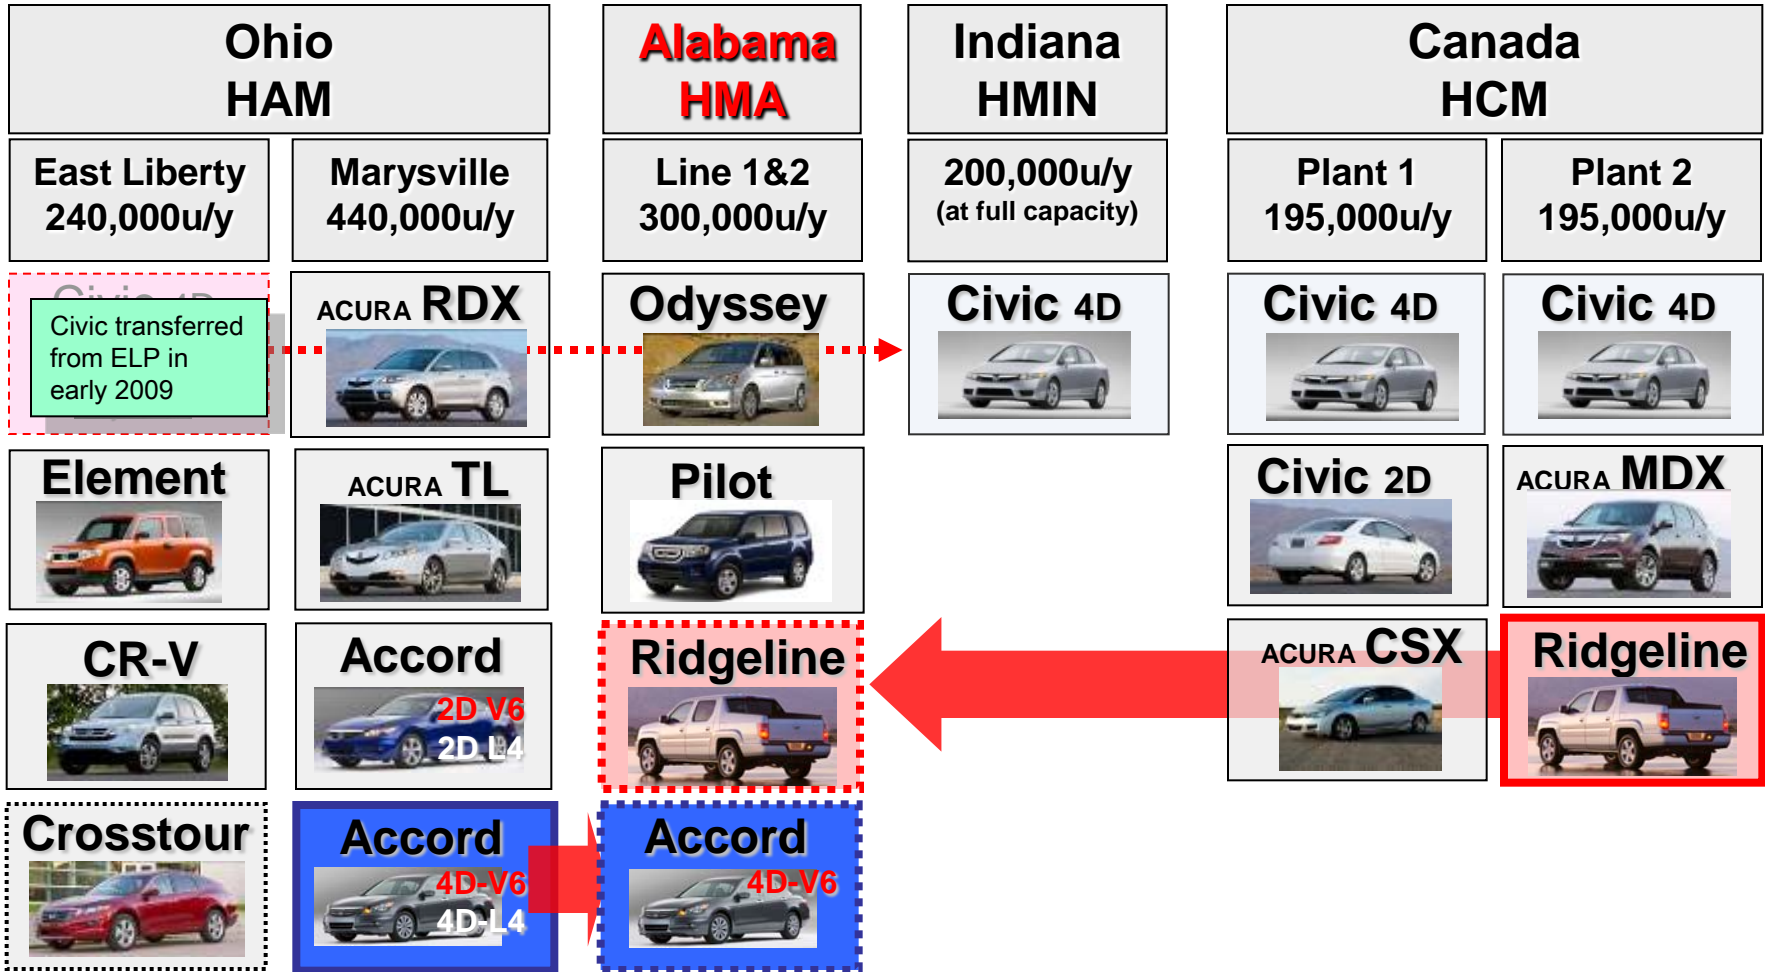 Ohio
HAM
Alabama
HMA
Indiana
HMIN
Canada
HCM
East Liberty
240,000u/y
Marysville
440,000u/y
Line 1&2
300,000u/y
200,000u/y
(at full capacity)
Plant 1
195,000u/y
Plant 2
195,000u/y
Civic 4D
Civic transferred
from ELP in
early 2009
ACURA RDX
Odyssey
Civic 4D
Civic 4D
Civic 4D
Element
ACURA TL
Pilot
Civic 2D
ACURA MDX
CR-V
Accord
2D V6
2D L4
Ridgeline
ACURA CSX
Ridgeline
Crosstour
Accord
4D-V6
4D-L4
Accord
4D-V6